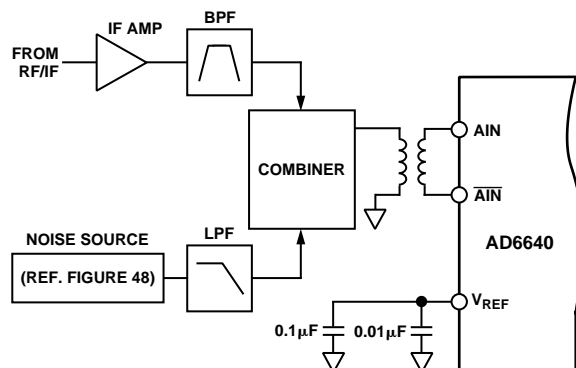 IF AMP
BPF
FROM
RF/IF
COMBINER
AIN
A̅I̅N̅
AD6640
NOISE SOURCE
(REF. FIGURE 48)
LPF
VREF
0.1µF
0.01µF